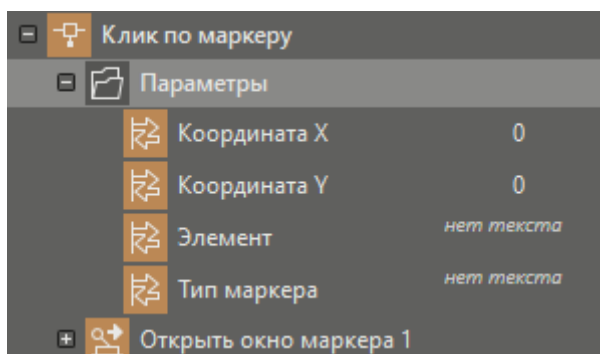 Клик по маркеру
Параметры
Координата X 0
Координата Y 0
Элемент нет текста
Тип маркера нет текста
Открыть окно маркера 1